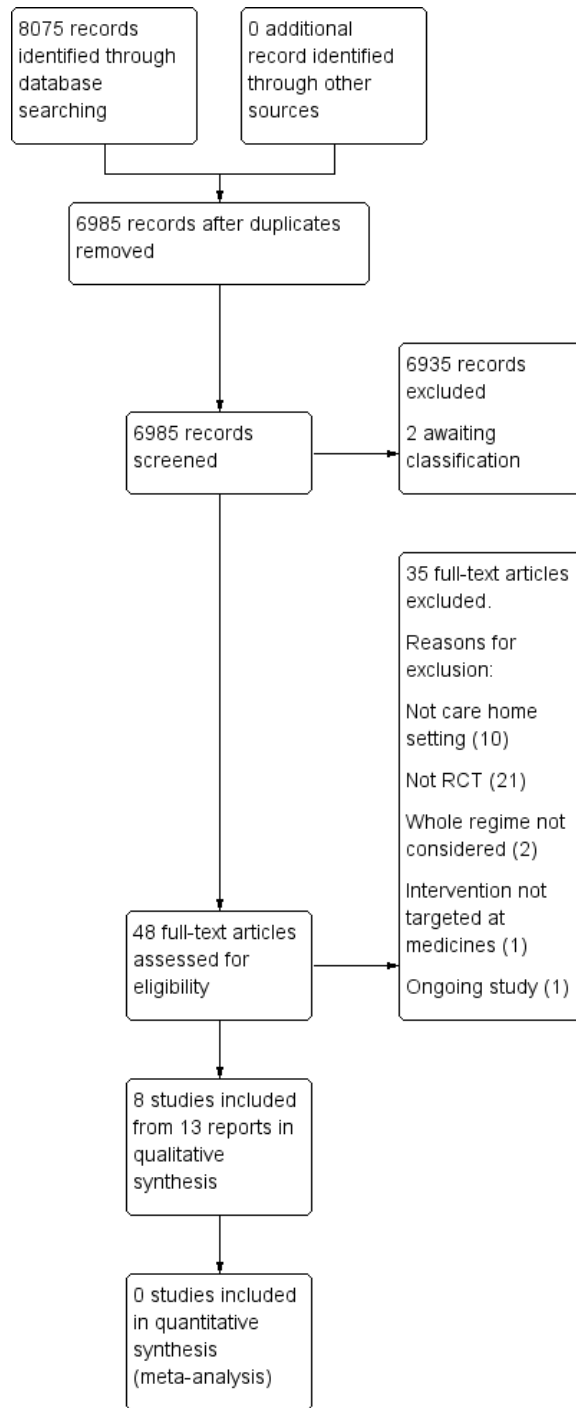 8075 records
identified through
database
searching
0 additional
record identified
through other
sources
6985 records after duplicates
removed
6985 records
screened
6935 records
excluded
2 awaiting
classification
35 full-text articles
excluded.
Reasons for
exclusion:
Not care home
setting (10)
Not RCT (21)
Whole regime not
considered (2)
Intervention not
targeted at
medicines (1)
Ongoing study (1)
48 full-text articles
assessed for
eligibility
8 studies included
from 13 reports in
qualitative
synthesis
0 studies included
in quantitative
synthesis
(meta-analysis)